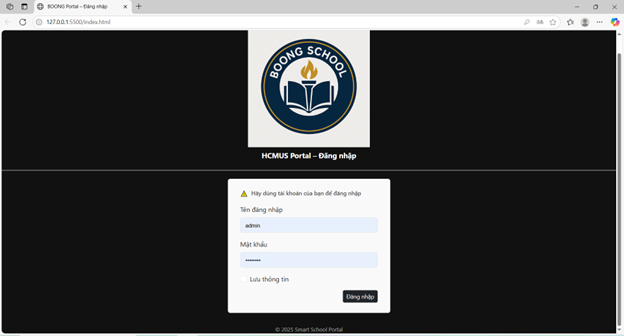 BOONG Portal – Đăng nhập
127.0.0.1:5500/index.html
BOONG SCHOOL
HCMUS Portal – Đăng nhập
Hãy dùng tài khoản của bạn để đăng nhập
Tên đăng nhập
admin
Mật khẩu
••••••••
Lưu thông tin
Đăng nhập
© 2025 Smart School Portal